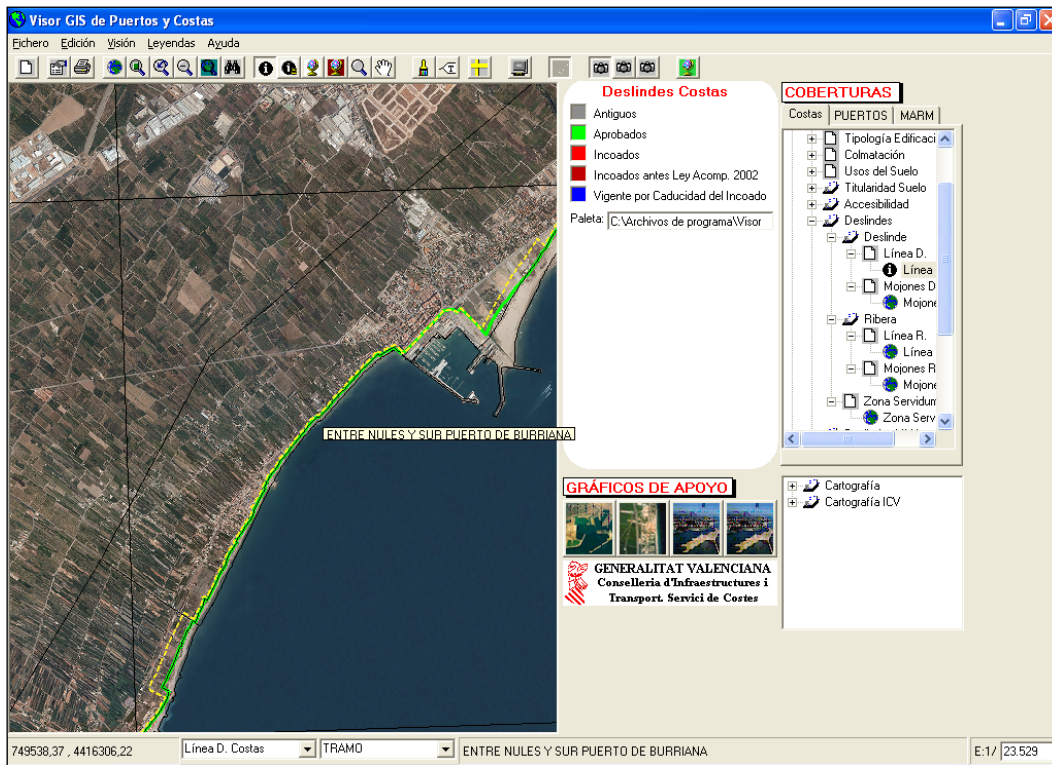 Visor GIS de Puertos y Costas
Fichero Edición Visión Leyendas Ayuda
Deslindes Costas
Antiguos
Aprobados
Incoados
Incoados antes Ley Acomp. 2002
Vigente por Caducidad del Incoado
Paleta: C:\Archivos de programa\Visor
COBERTURAS
Costas PUERTOS MARM
Tipología Edificaci
Colmatación
Usos del Suelo
Titularidad Suelo
Accesibilidad
Deslindes
Deslinde
Línea D.
Línea
Mojones D
Mojone
Ribera
Línea R.
Línea
Mojones R
Mojone
Zona Servidum
Zona Serv
ENTRE NULES Y SUR PUERTO DE BURRIANA
GRÁFICOS DE APOYO
GENERALITAT VALENCIANA
Conselleria d'Infraestructures i
Transport. Servici de Costes
Cartografía
Cartografía ICV
749538,37 , 4416306,22 Línea D. Costas TRAMO ENTRE NULES Y SUR PUERTO DE BURRIANA E:1/ 23.529